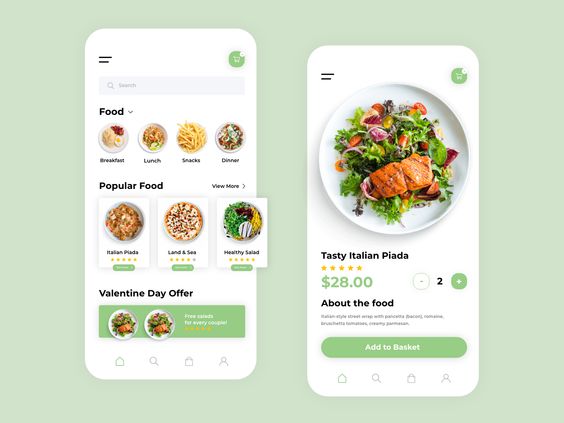 Search
Food
Breakfast
Lunch
Snacks
Dinner
Popular Food
View More
Italian Piada
Land & Sea
Healthy Salad
Valentine Day Offer
Free salads
for every couple!
Tasty Italian Piada
$28.00
- 2 +
About the food
Italian-style street wrap with pancetta (bacon), romaine,
bruschetta tomatoes, creamy parmesan.
Add to Basket